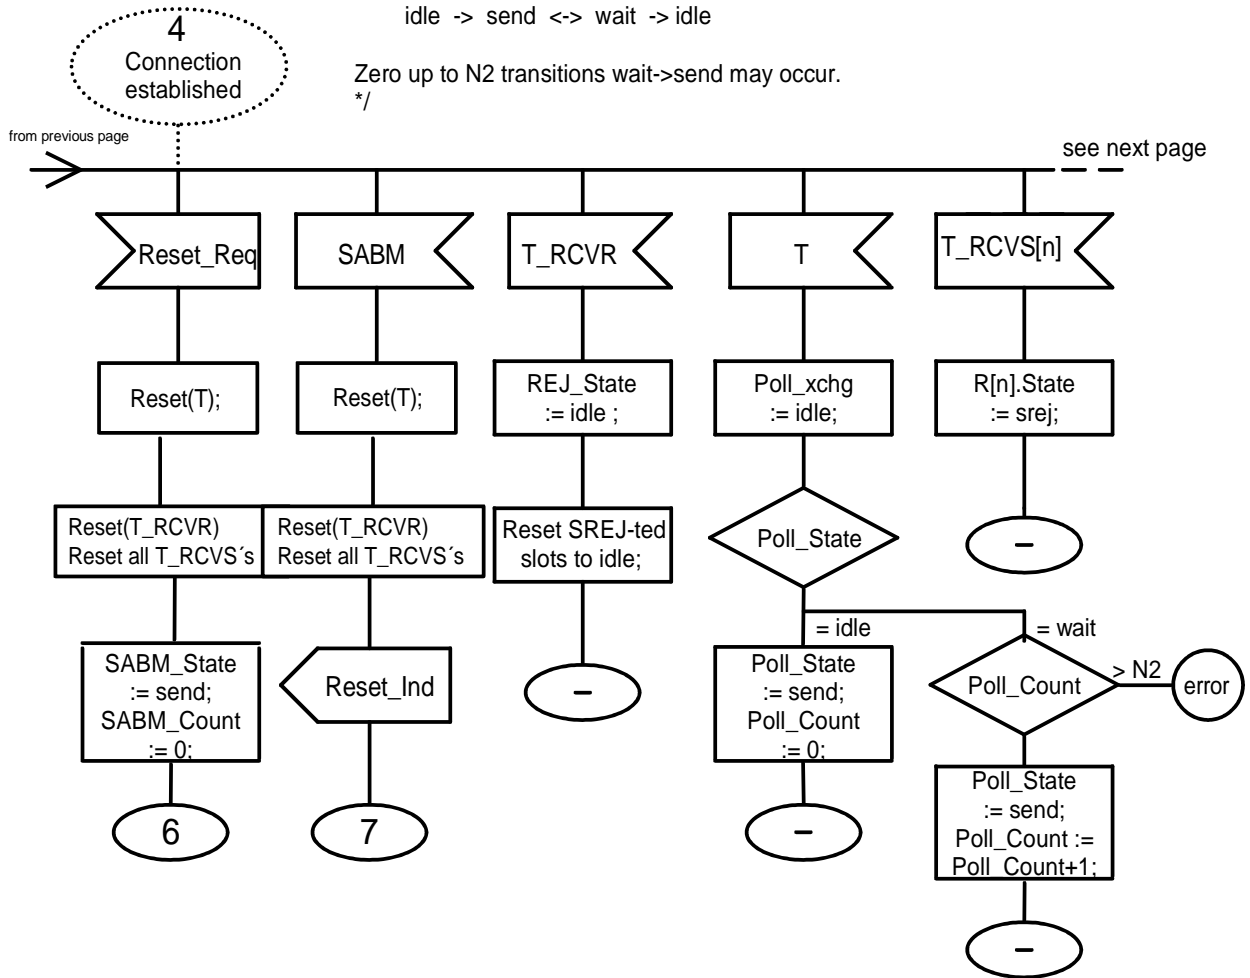 idle -> send <-> wait -> idle
Zero up to N2 transitions wait->send may occur.
*/
4
Connection
established
from previous page
see next page
Reset_Req
SABM
T_RCVR
T
T_RCVS[n]
Reset(T);
Reset(T);
REJ_State
:= idle ;
Poll_xchg
:= idle;
R[n].State
:= srej;
Reset(T_RCVR)
Reset all T_RCVS´s
Reset(T_RCVR)
Reset all T_RCVS´s
Reset SREJ-ted
slots to idle;
Poll_State
–
= idle
= wait
SABM_State
:= send;
SABM_Count
:= 0;
Reset_Ind
–
Poll_State
:= send;
Poll_Count
:= 0;
Poll_Count
> N2
error
6
7
–
Poll_State
:= send;
Poll_Count :=
Poll_Count+1;
–